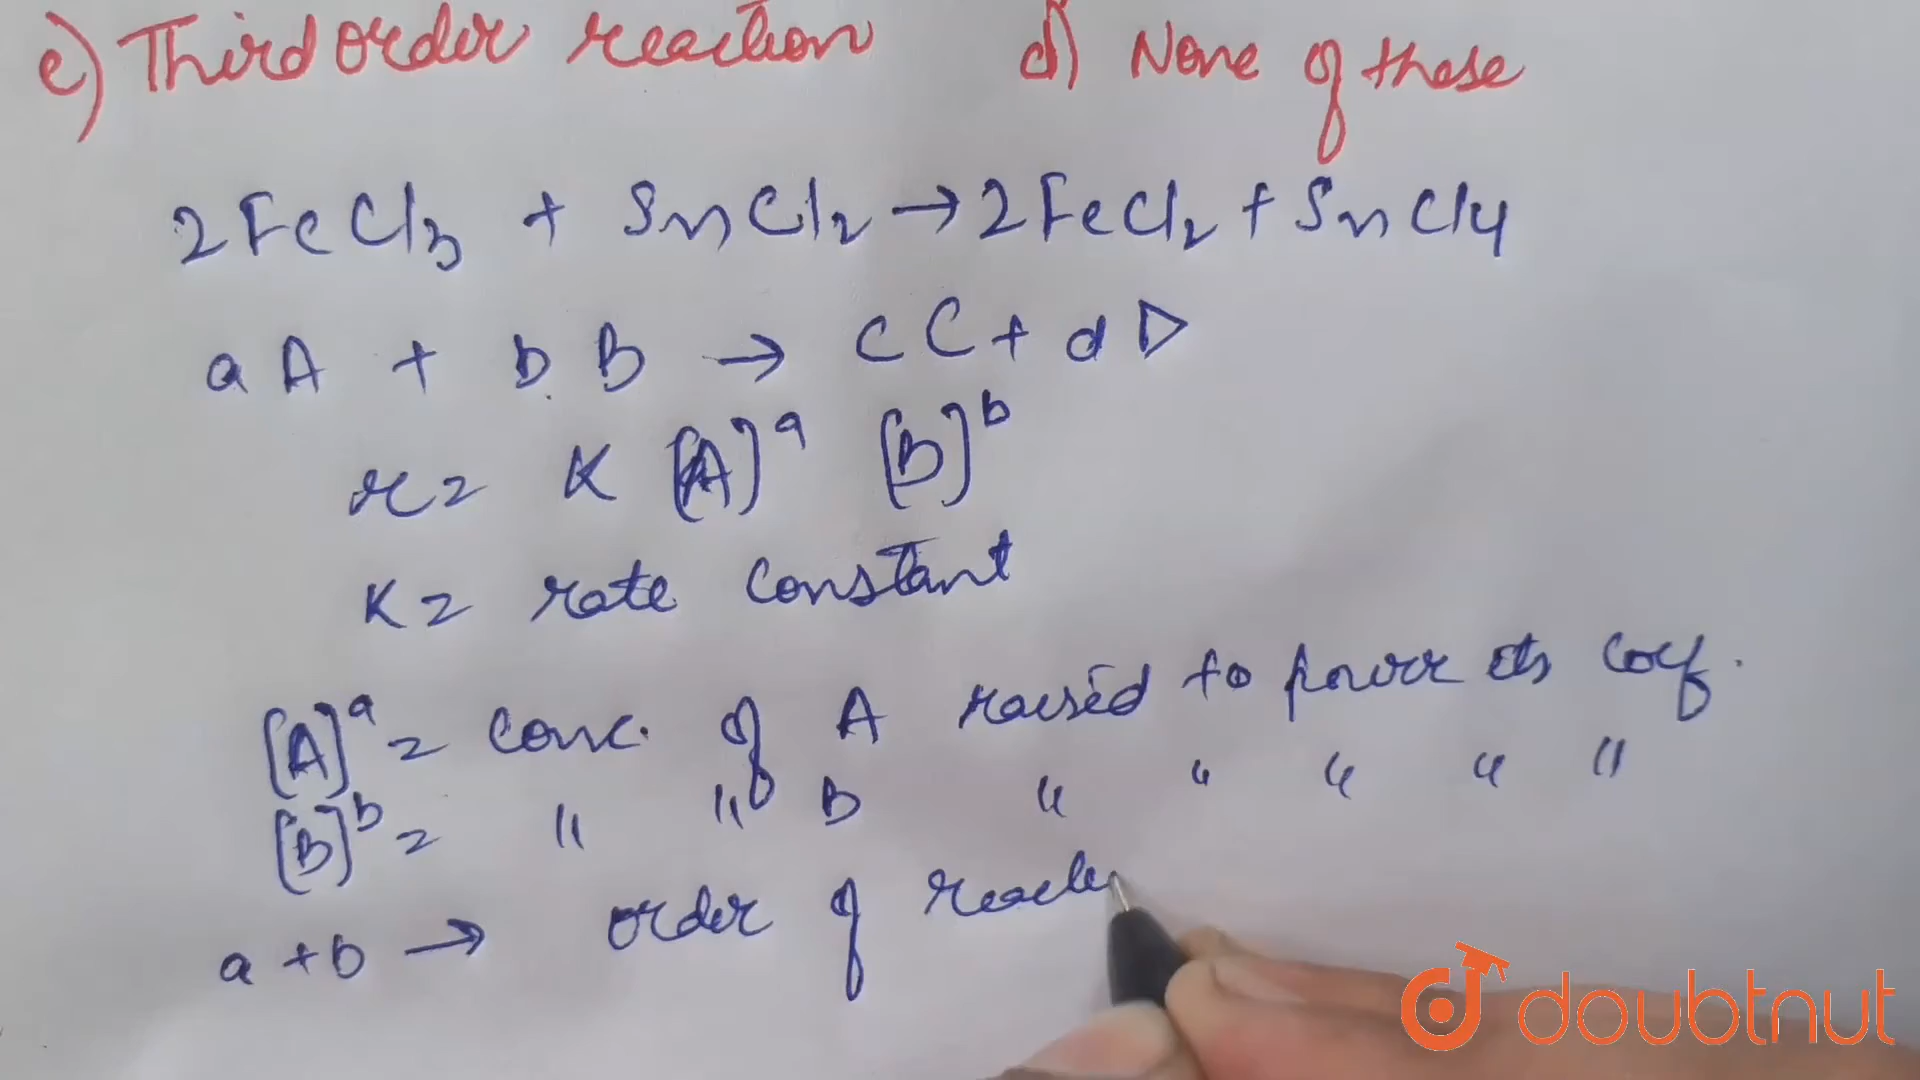 c) Third order reaction d) None of these
2FeCl3 + SnCl2 → 2FeCl2 + SnCl4
aA + bB → cC + dD
r = K [A]^a [B]^b
K = rate constant
[A]^a = conc. of A raised to power its coef.
[B]^b = " " B " " " " "
a + b → order of reacti
doubtnut